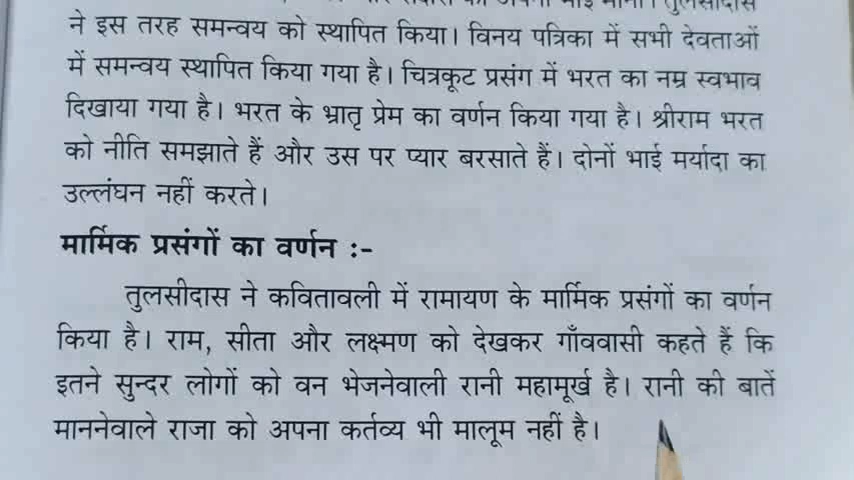 तुलसीदास
ने इस तरह समन्वय को स्थापित किया। विनय पत्रिका में सभी देवताओं
में समन्वय स्थापित किया गया है। चित्रकूट प्रसंग में भरत का नम्र स्वभाव
दिखाया गया है। भरत के भ्रातृ प्रेम का वर्णन किया गया है। श्रीराम भरत
को नीति समझाते हैं और उस पर प्यार बरसाते हैं। दोनों भाई मर्यादा का
उल्लंघन नहीं करते।
मार्मिक प्रसंगों का वर्णन :-
तुलसीदास ने कवितावली में रामायण के मार्मिक प्रसंगों का वर्णन
किया है। राम, सीता और लक्ष्मण को देखकर गाँववासी कहते हैं कि
इतने सुन्दर लोगों को वन भेजनेवाली रानी महामूर्ख है। रानी की बातें
माननेवाले राजा को अपना कर्तव्य भी मालूम नहीं है।